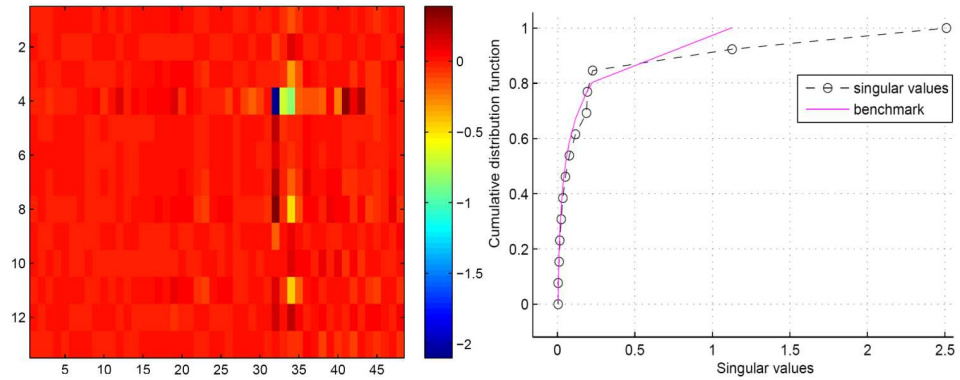 2
4
6
8
10
12
5 10 15 20 25 30 35 40 45
0
−0.5
−1
−1.5
−2
Cumulative distribution function
1
0.8
0.6
0.4
0.2
0
singular values
benchmark
0 0.5 1 1.5 2 2.5
Singular values